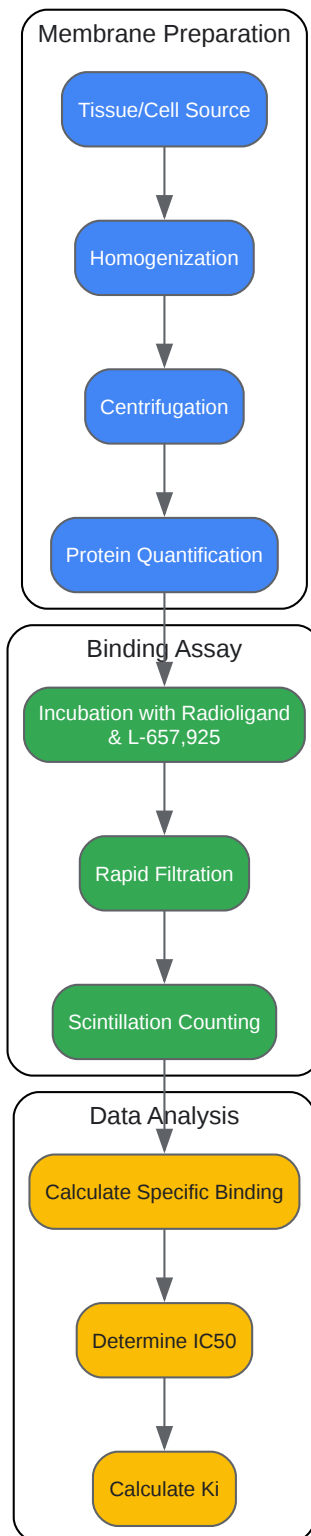 Membrane Preparation
Tissue/Cell Source
Homogenization
Centrifugation
Protein Quantification
Binding Assay
Incubation with Radioligand
& L-657,925
Rapid Filtration
Scintillation Counting
Data Analysis
Calculate Specific Binding
Determine IC50
Calculate Ki